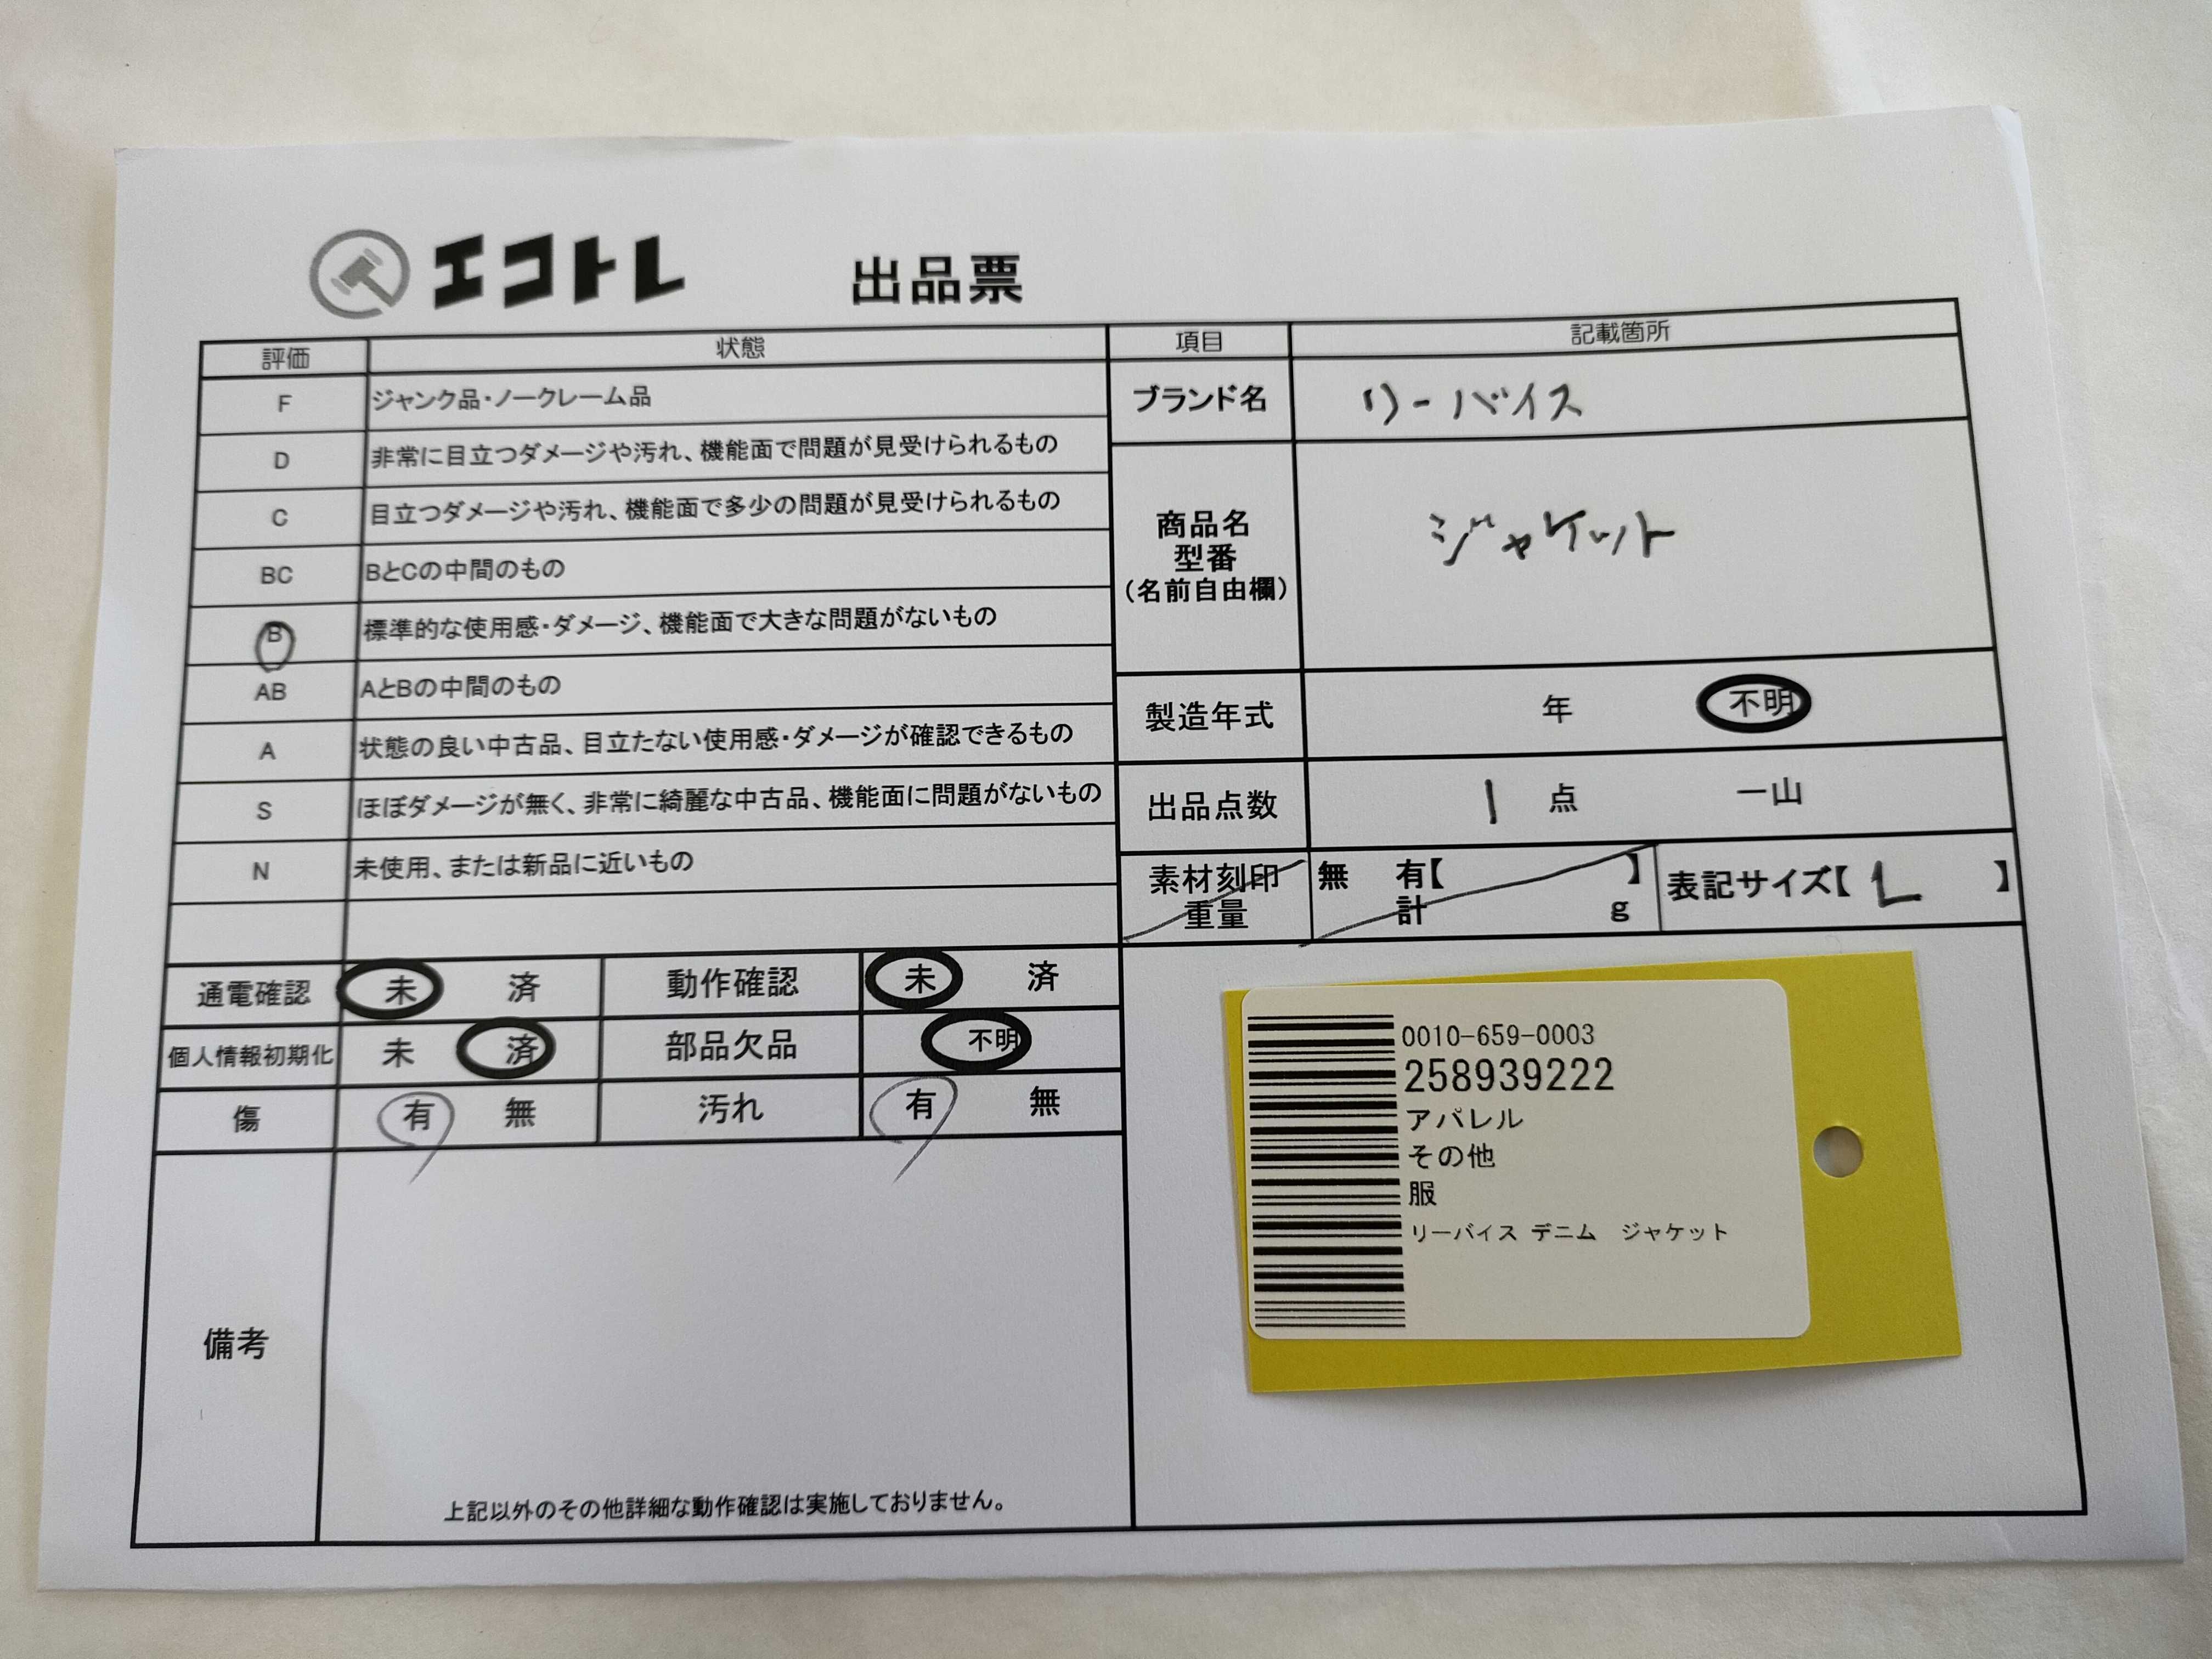 エコトレ 出品票
評価 状態
F ジャンク品・ノークレーム品
D 非常に目立つダメージや汚れ、機能面で問題が見受けられるもの
C 目立つダメージや汚れ、機能面で多少の問題が見受けられるもの
BC BとCの中間のもの
B 標準的な使用感・ダメージ、機能面で大きな問題がないもの
AB AとBの中間のもの
A 状態の良い中古品、目立たない使用感・ダメージが確認できるもの
S ほぼダメージが無く、非常に綺麗な中古品、機能面に問題がないもの
N 未使用、または新品に近いもの
通電確認 未 済 動作確認 未 済
個人情報初期化 未 済 部品欠品 不明
傷 有 無 汚れ 有 無
備考
上記以外のその他詳細な動作確認は実施しておりません。
項目 記載箇所
ブランド名 リーバイス
商品名
型番
(名前自由欄)
ジャケット
製造年式 年 不明
出品点数 1 点 一山
素材刻印 無 有【 】 表記サイズ【 L 】
重量 計 g
0010-659-0003
258939222
アパレル
その他
服
リーバイス デニム ジャケット